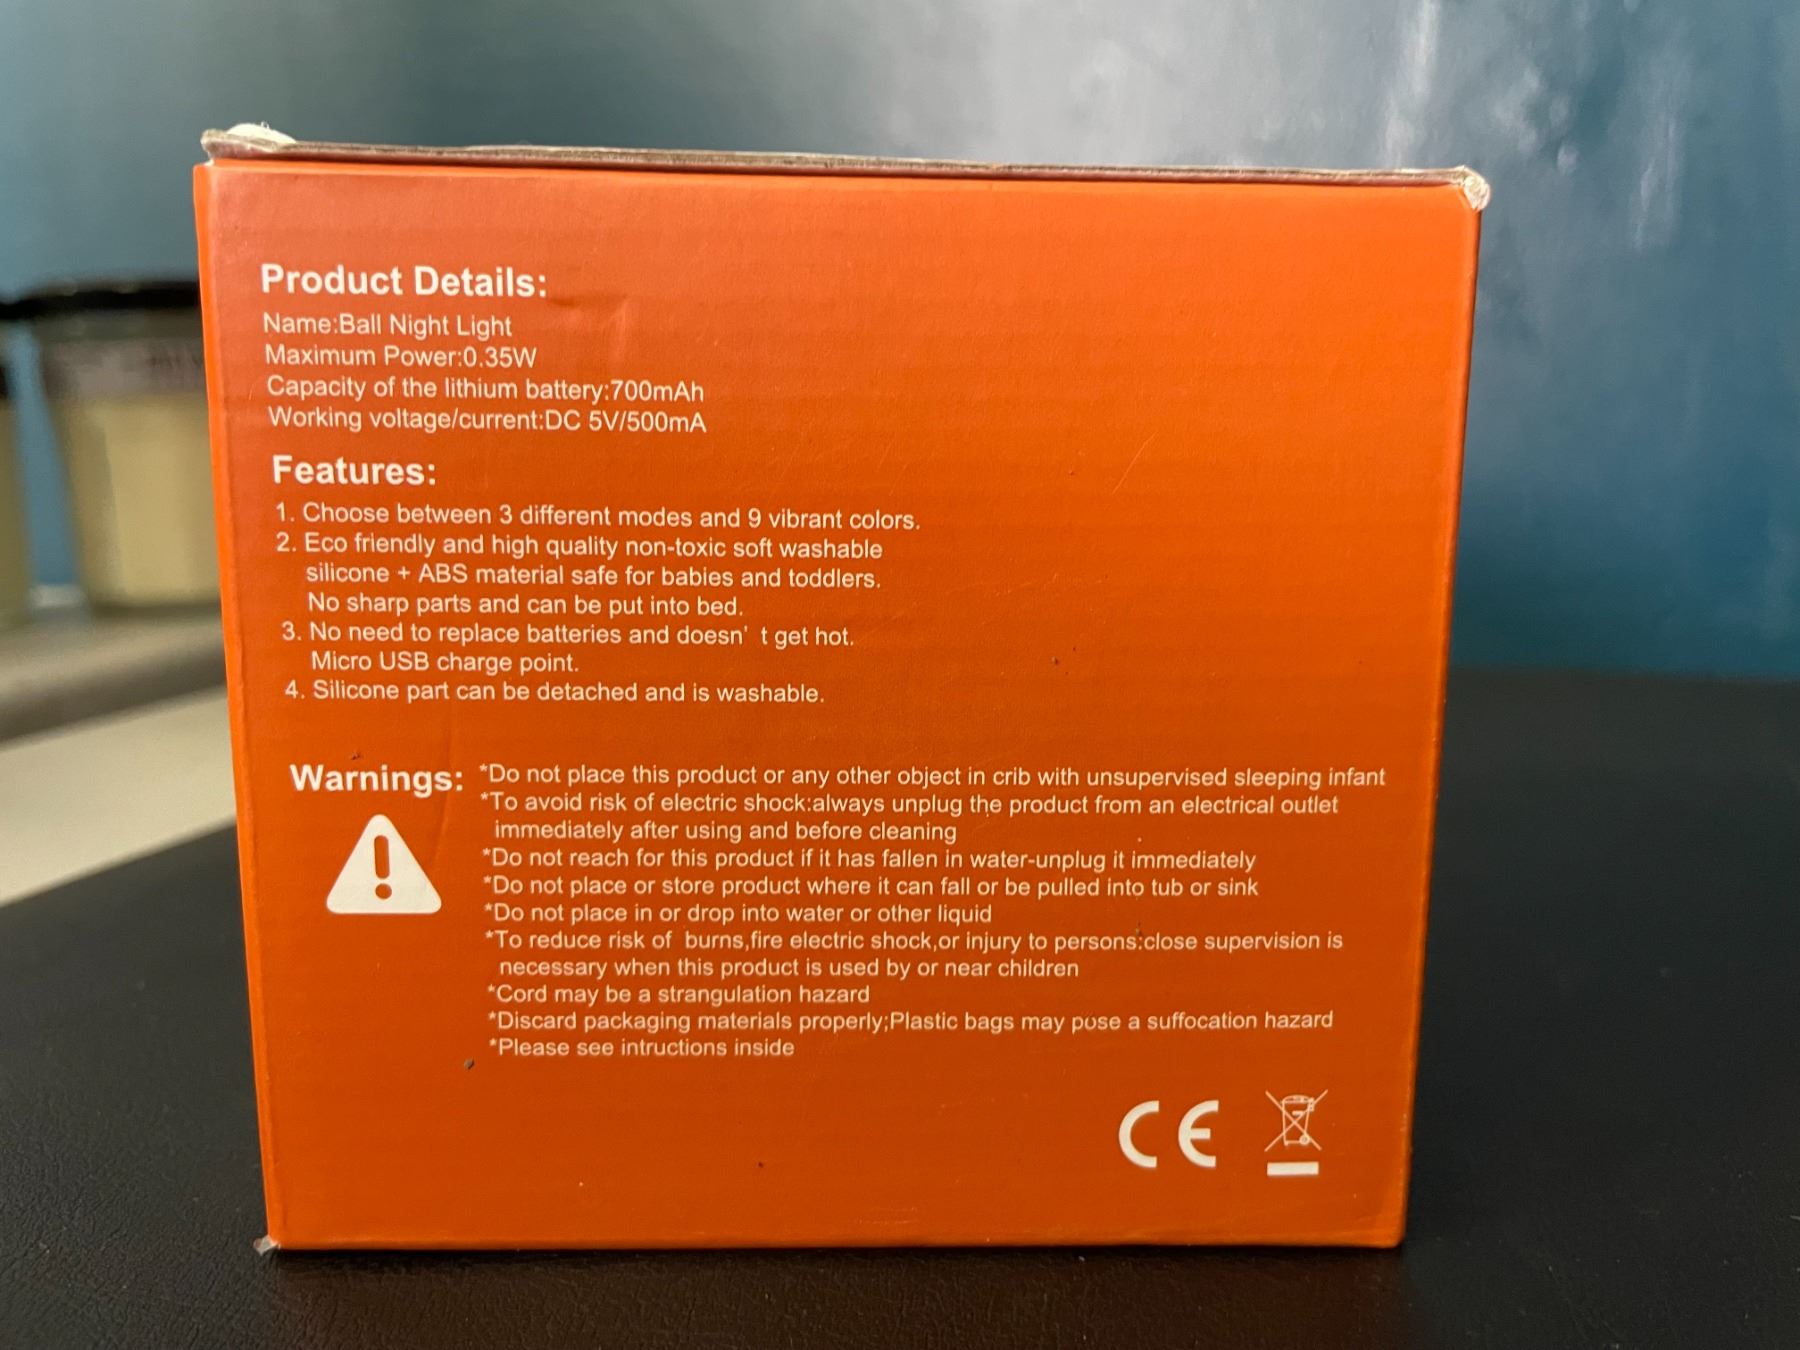 Product Details:
Name:Ball Night Light
Maximum Power:0.35W
Capacity of the lithium battery:700mAh
Working voltage/current:DC 5V/500mA
Features:
1. Choose between 3 different modes and 9 vibrant colors.
2. Eco friendly and high quality non-toxic soft washable
silicone + ABS material safe for babies and toddlers.
No sharp parts and can be put into bed.
3. No need to replace batteries and doesn' t get hot.
Micro USB charge point.
4. Silicone part can be detached and is washable.
Warnings: *Do not place this product or any other object in crib with unsupervised sleeping infant
*To avoid risk of electric shock:always unplug the product from an electrical outlet
immediately after using and before cleaning
*Do not reach for this product if it has fallen in water-unplug it immediately
*Do not place or store product where it can fall or be pulled into tub or sink
*Do not place in or drop into water or other liquid
*To reduce risk of burns,fire electric shock,or injury to persons:close supervision is
necessary when this product is used by or near children
*Cord may be a strangulation hazard
*Discard packaging materials properly;Plastic bags may pose a suffocation hazard
*Please see intructions inside
CE